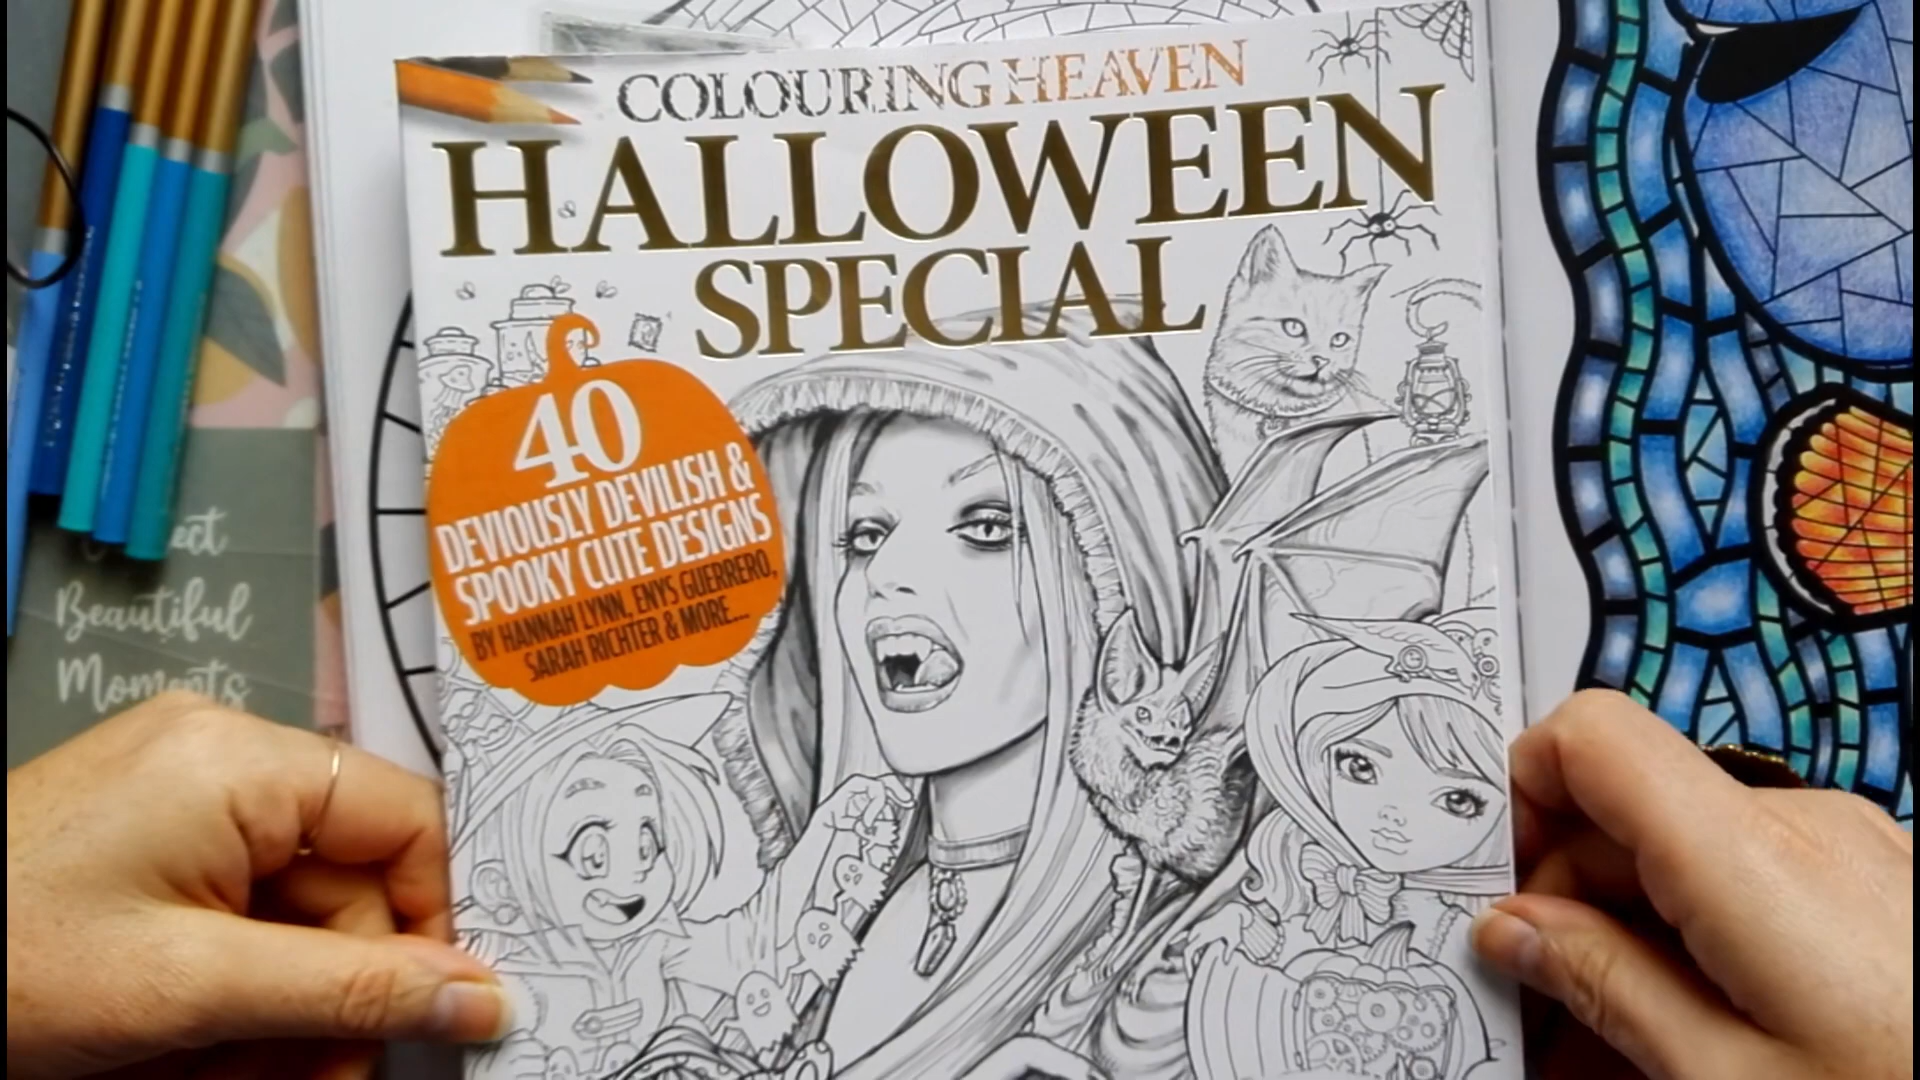 COLOURING HEAVEN
HALLOWEEN
SPECIAL
40
DEVIOUSLY DEVILISH &
SPOOKY CUTE DESIGNS
BY HANNAH LYNN, ENYS GUERRERO,
SARAH RICHTER & MORE...
Beautiful
Moments